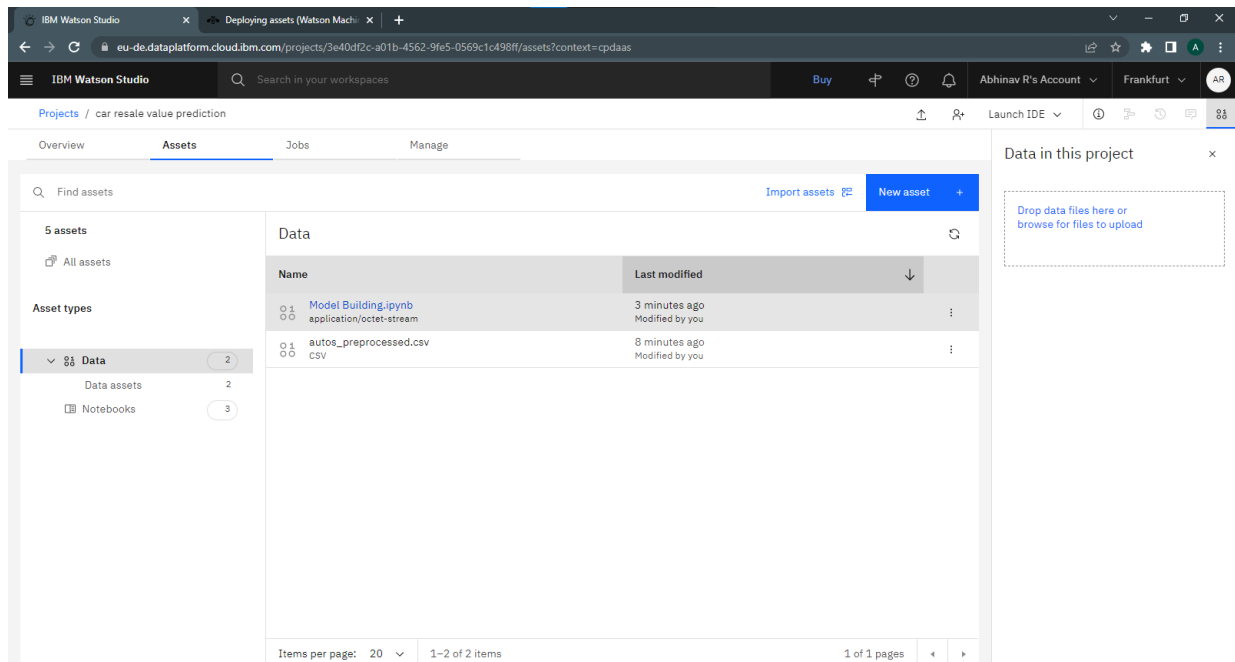 IBM Watson Studio
Deploying assets (Watson Machi
eu-de.dataplatform.cloud.ibm.com/projects/3e40df2c-a01b-4562-9fe5-0569c1c498ff/assets?context=cpdaas
A
IBM Watson Studio
Search in your workspaces
Buy
Abhinav R's Account
Frankfurt
AR
Projects / car resale value prediction
Launch IDE
Overview
Assets
Jobs
Manage
Data in this project
Find assets
Import assets
New asset +
Drop data files here or
browse for files to upload
5 assets
All assets
Asset types
Data 2
Data assets 2
Notebooks 3
Data
Name Last modified
Model Building.ipynb 3 minutes ago
application/octet-stream Modified by you
autos_preprocessed.csv 8 minutes ago
CSV Modified by you
Items per page: 20 1–2 of 2 items 1 of 1 pages